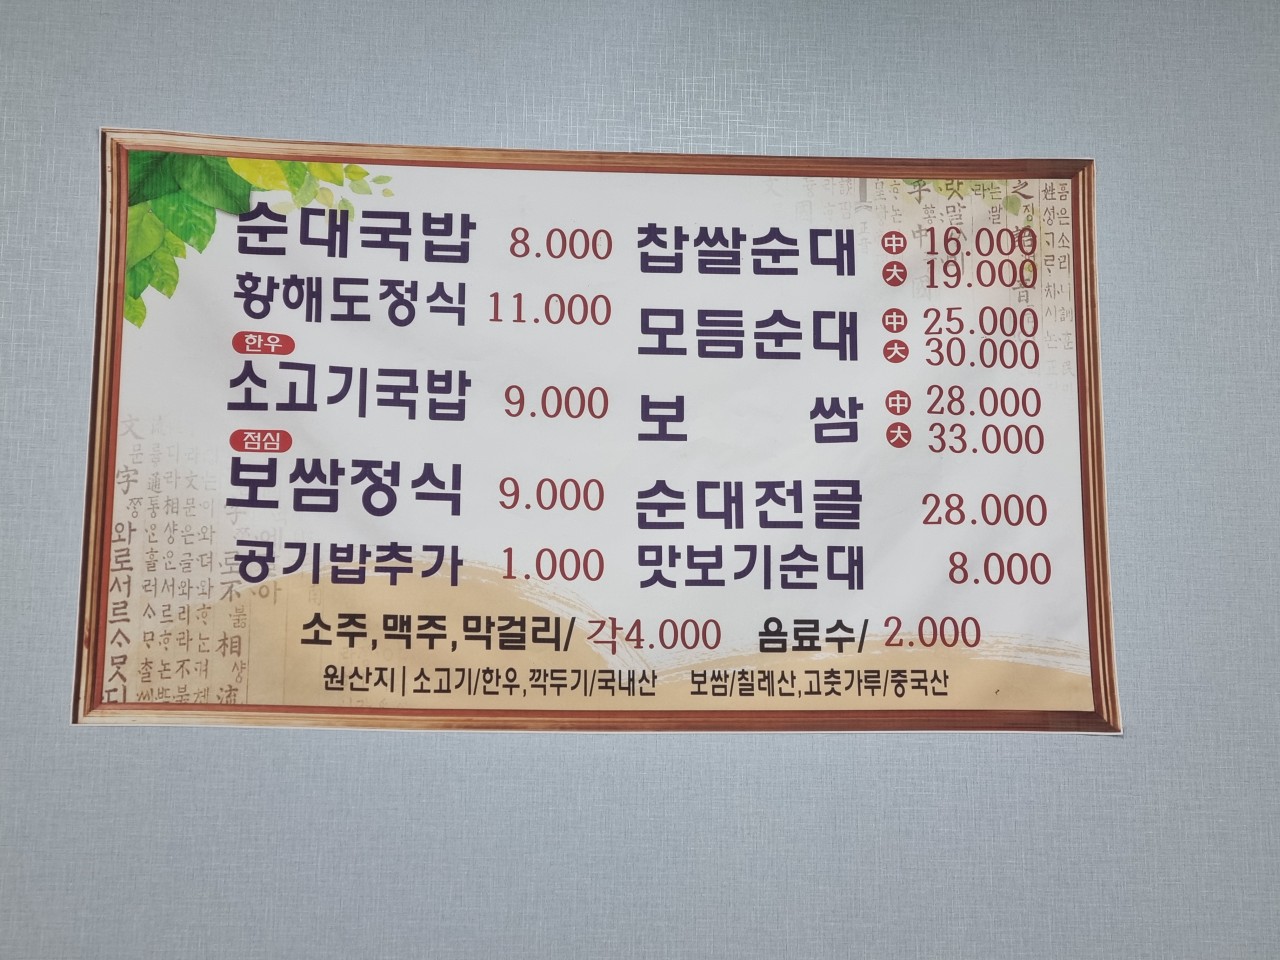 순대국밥 8.000
황해도정식 11.000
한우
소고기국밥 9.000
점심
보쌈정식 9.000
공기밥추가 1.000
찹쌀순대 中 16.000
大 19.000
모듬순대 中 25.000
大 30.000
보쌈 中 28.000
大 33.000
순대전골 28.000
맛보기순대 8.000
소주,맥주,막걸리/ 각4.000 음료수/ 2.000
원산지 | 소고기/한우,깍두기/국내산 보쌈/칠레산,고춧가루/중국산